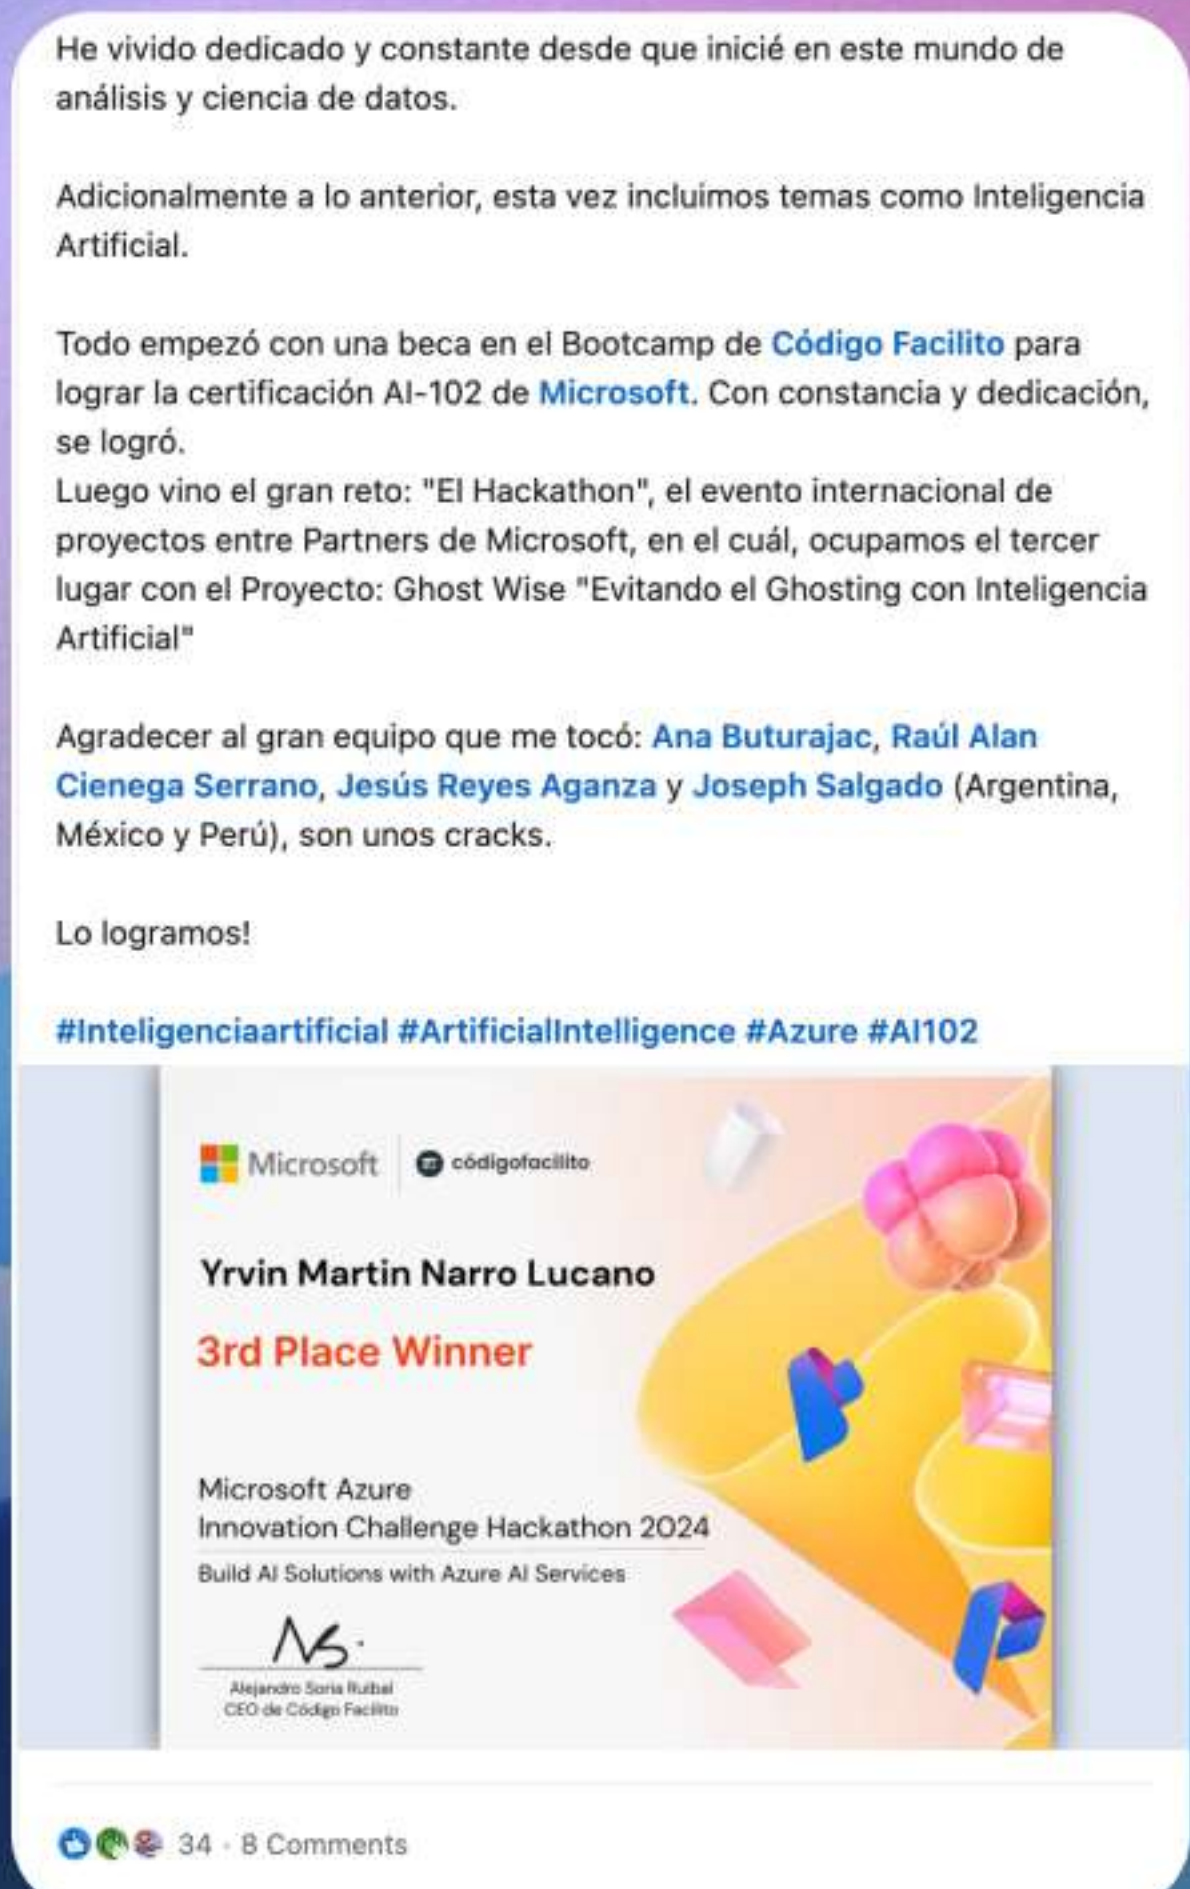 He vivido dedicado y constante desde que inicié en este mundo de
análisis y ciencia de datos.
Adicionalmente a lo anterior, esta vez incluimos temas como Inteligencia
Artificial.
Todo empezó con una beca en el Bootcamp de Código Facilito para
lograr la certificación AI-102 de Microsoft. Con constancia y dedicación,
se logró.
Luego vino el gran reto: "El Hackathon", el evento internacional de
proyectos entre Partners de Microsoft, en el cuál, ocupamos el tercer
lugar con el Proyecto: Ghost Wise "Evitando el Ghosting con Inteligencia
Artificial"
Agradecer al gran equipo que me tocó: Ana Buturajac, Raúl Alan
Cienega Serrano, Jesús Reyes Aganza y Joseph Salgado (Argentina,
México y Perú), son unos cracks.
Lo logramos!
#Inteligenciaartificial #ArtificialIntelligence #Azure #AI102
Microsoft códigofacilito
Yrvin Martin Narro Lucano
3rd Place Winner
Microsoft Azure
Innovation Challenge Hackathon 2024
Build AI Solutions with Azure AI Services
Alejandro Soria Ruibal
CEO de Código Facilito
34 · 8 Comments